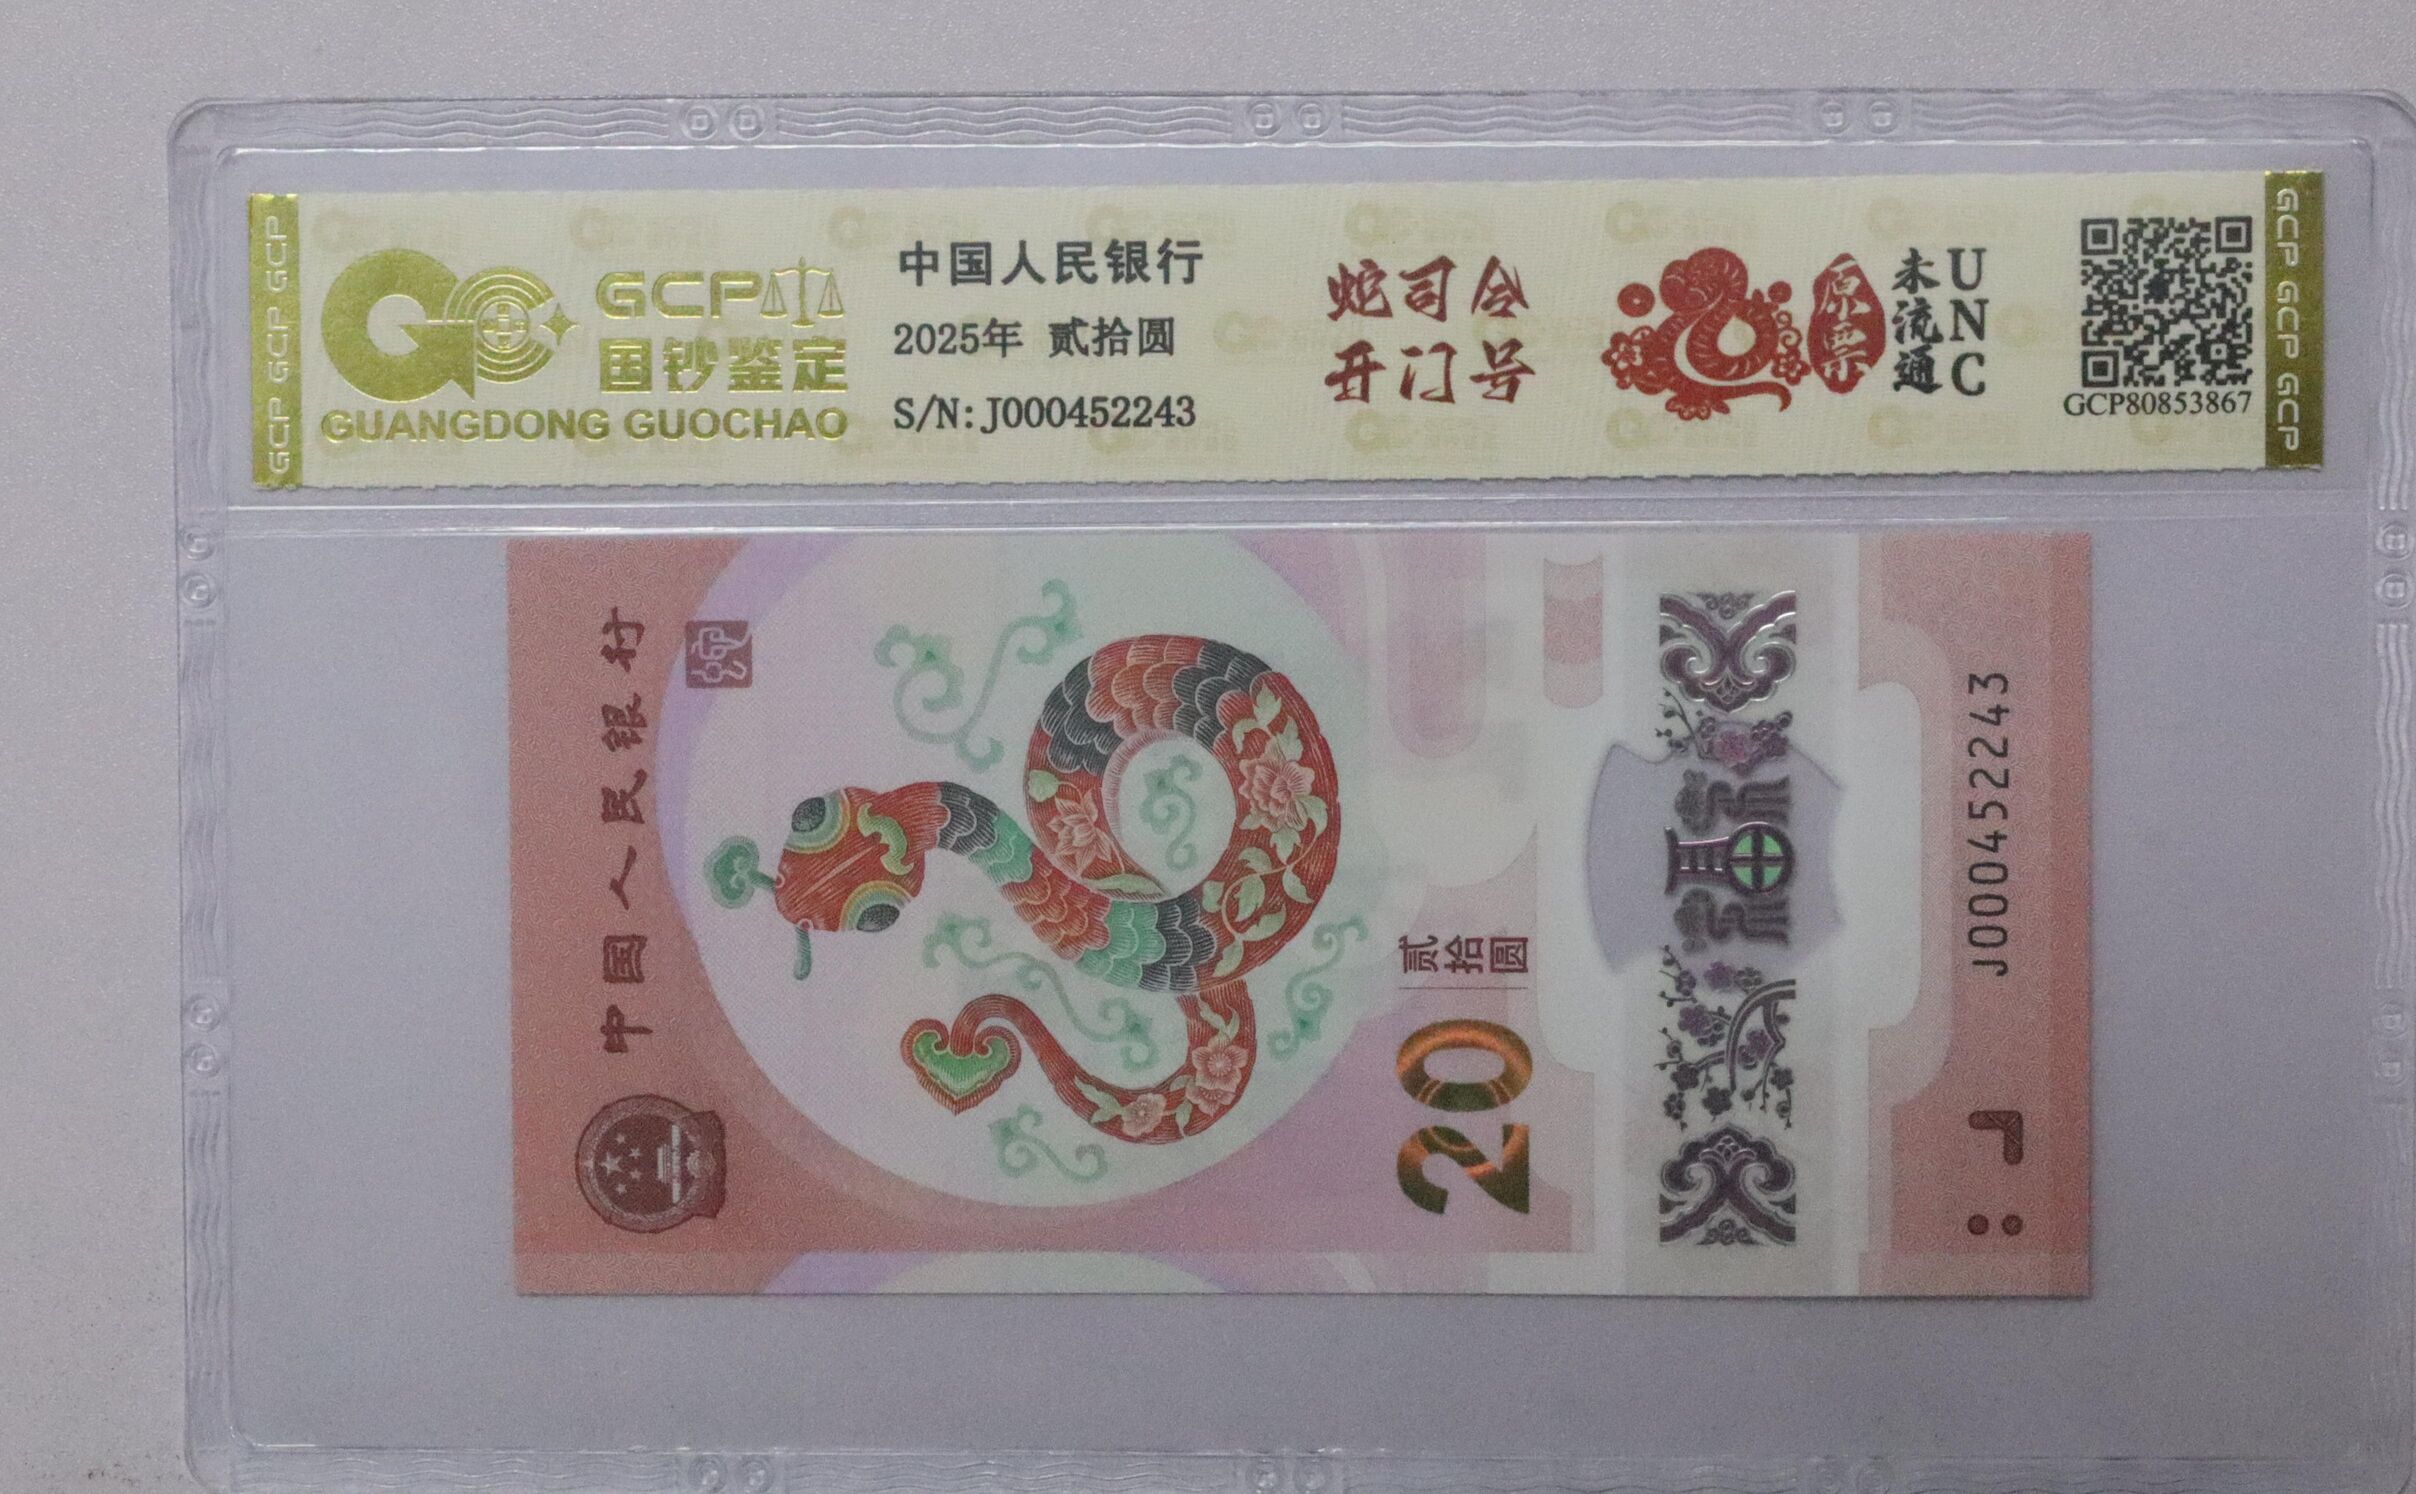 GCP GCP GCP
GCP
国钞鉴定
GUANGDONG GUOCHAO
中国人民银行
2025年 贰拾圆
S/N: J000452243
蛇司令
开门号
原票
未流通
UNC
GCP80853867
GCP GCP GCP
中国人民银行
蛇
20
贰拾圆
福
J000452243